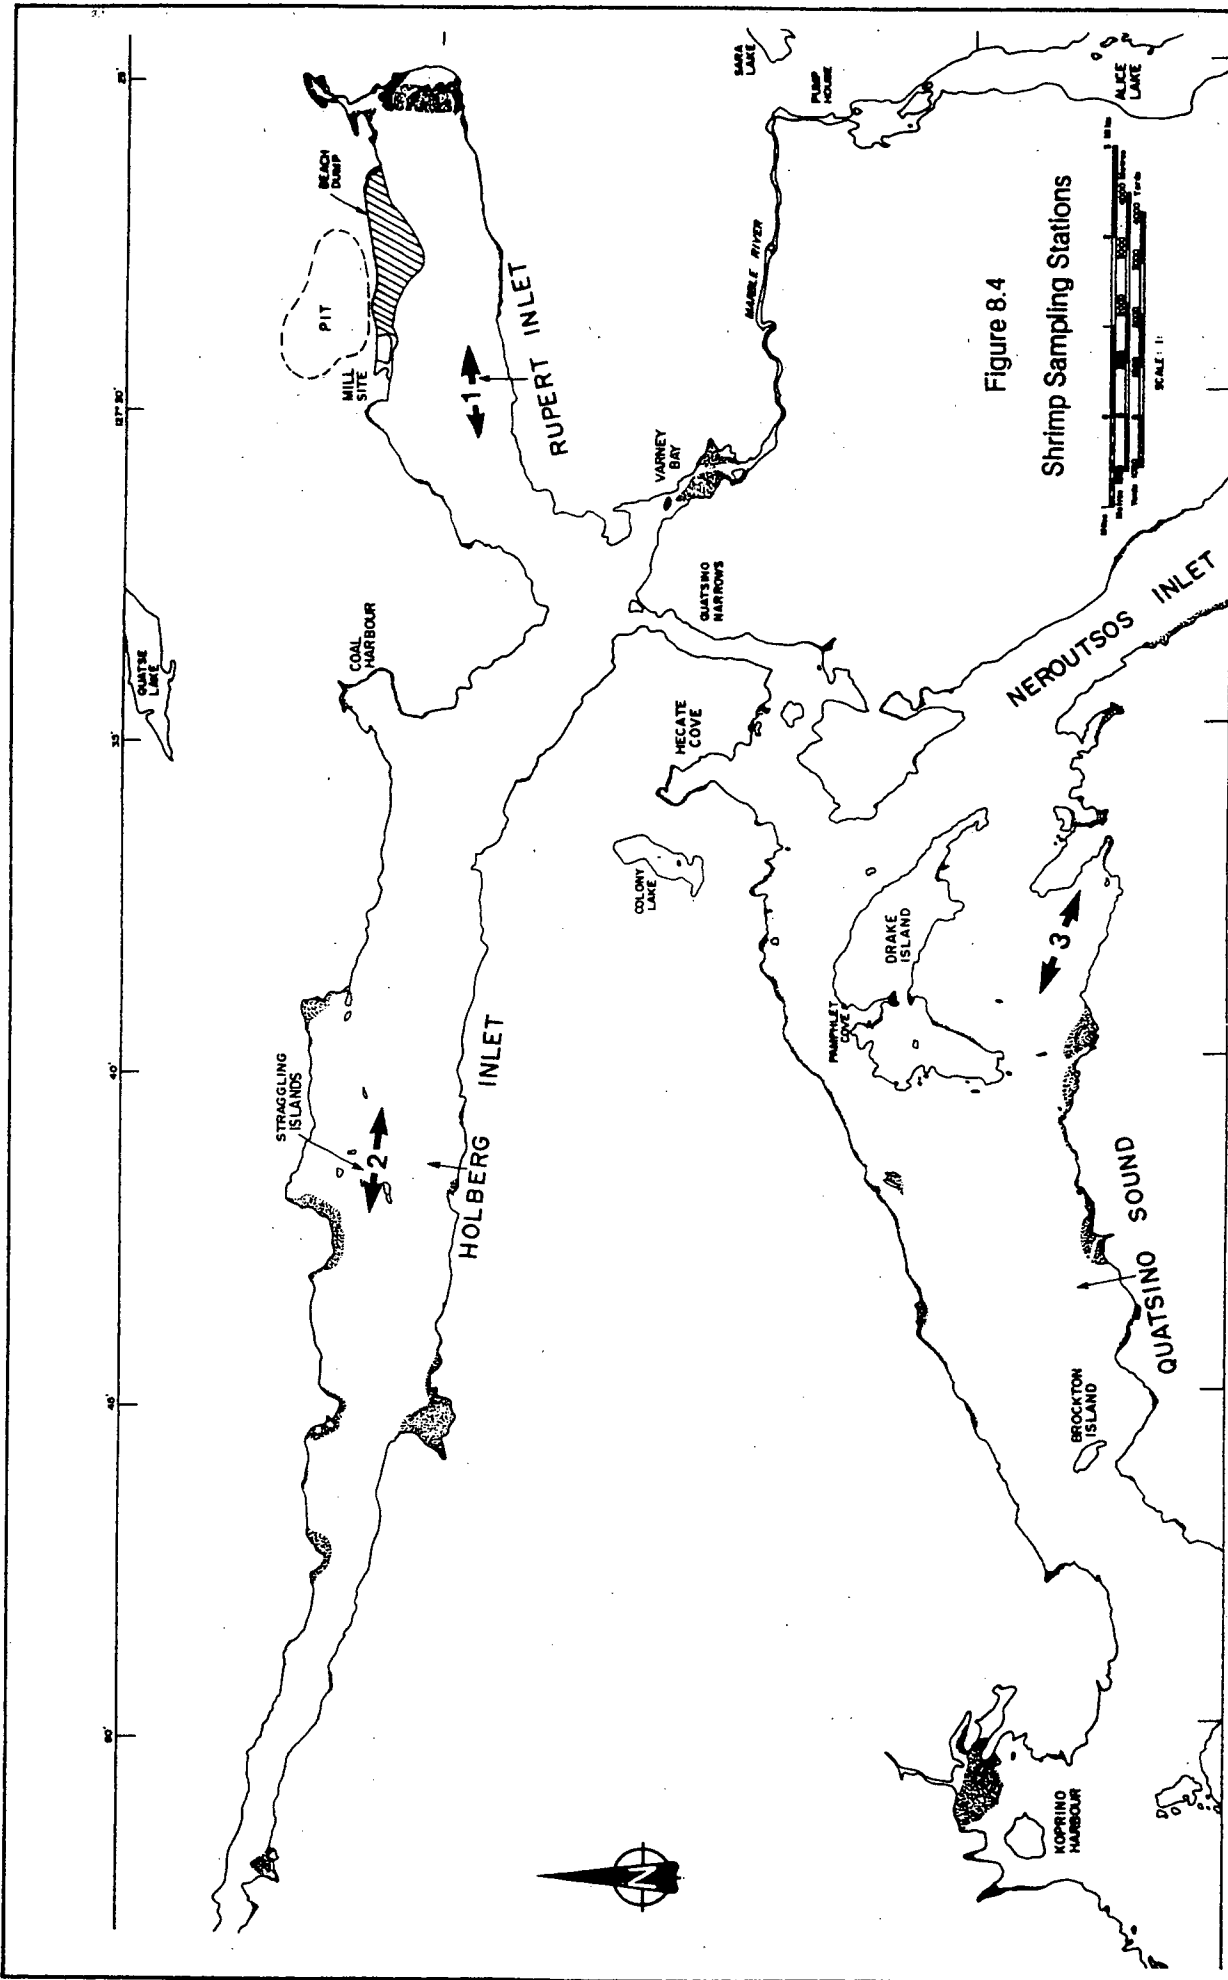 50'
45'
40'
35'
127° 30'
25'
QUATSE
LAKE
COAL
HARBOUR
PIT
MILL
SITE
BEACH
DUMP
STRAGGLING
ISLANDS
2
1
HOLBERG INLET
RUPERT INLET
COLONY
LAKE
HECATE
COVE
QUATSINO
NARROWS
VARNEY
BAY
MARBLE RIVER
SARA
LAKE
PUMP
HOUSE
ALICE
LAKE
PAMPHLET
COVE
DRAKE
ISLAND
3
NEROUTSOS INLET
QUATSINO SOUND
BROCKTON
ISLAND
KOPRINO
HARBOUR
N
Figure 8.4
Shrimp Sampling Stations
SCALE: 1: